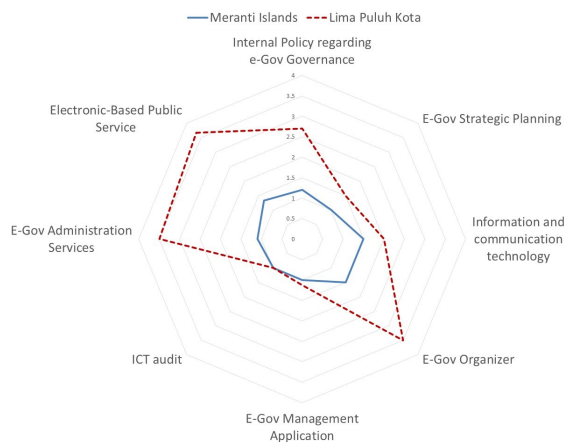 Meranti Islands
Lima Puluh Kota
Internal Policy regarding
e-Gov Governance
4
3.5
3
2.5
2
1.5
1
0.5
0
E-Gov Strategic Planning
Information and
communication
technology
E-Gov Organizer
E-Gov Management
Application
ICT audit
E-Gov Administration
Services
Electronic-Based Public
Service